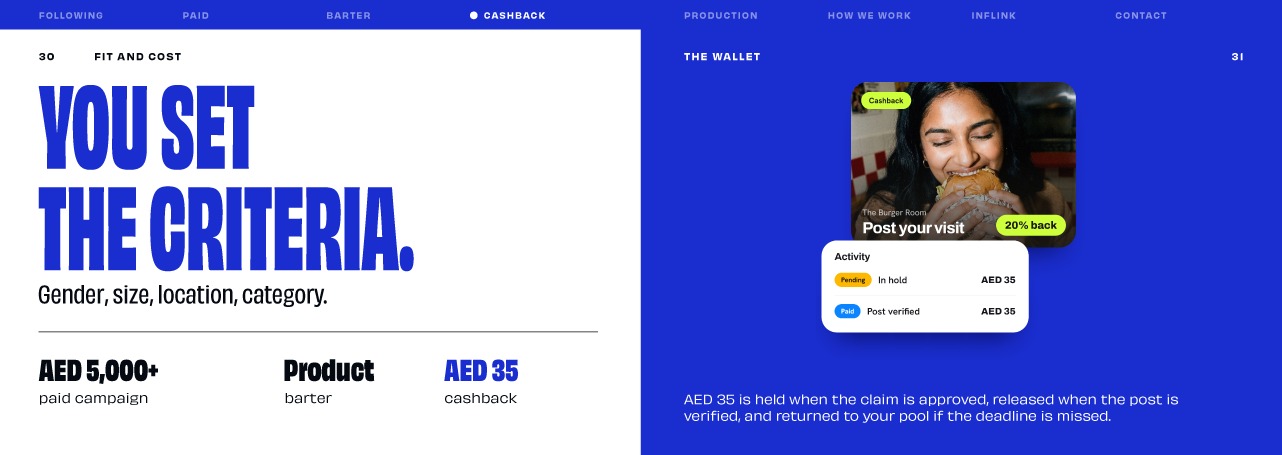 FOLLOWING PAID BARTER CASHBACK PRODUCTION HOW WE WORK INFLINK CONTACT
30 FIT AND COST
YOU SET
THE CRITERIA.
Gender, size, location, category.
AED 5,000+
paid campaign
Product
barter
AED 35
cashback
THE WALLET 31
Cashback
The Burger Room
Post your visit
20% back
Activity
Pending In hold AED 35
Paid Post verified AED 35
AED 35 is held when the claim is approved, released when the post is
verified, and returned to your pool if the deadline is missed.